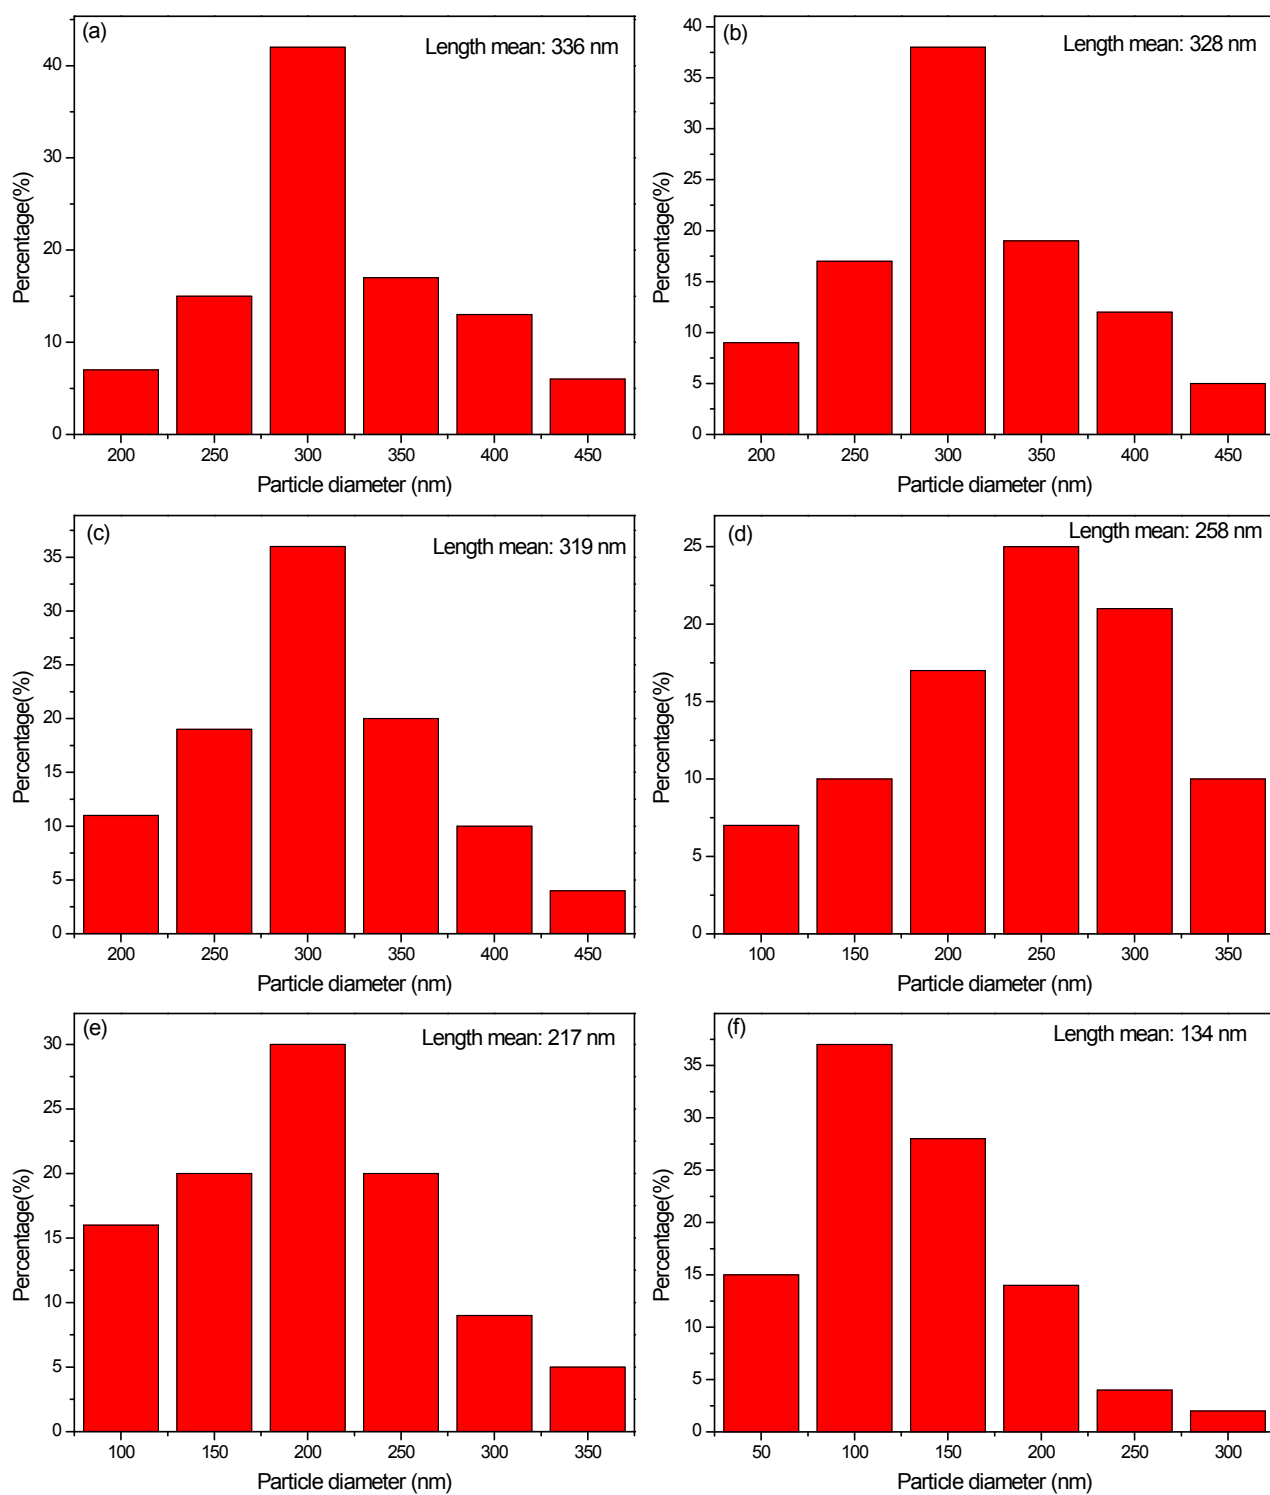 (a)
Length mean: 336 nm
40
30
20
10
0
Percentage(%)
200 250 300 350 400 450
Particle diameter (nm)
(b)
Length mean: 328 nm
40
35
30
25
20
15
10
5
0
Percentage(%)
200 250 300 350 400 450
Particle diameter (nm)
(c)
Length mean: 319 nm
35
30
25
20
15
10
5
0
Percentage(%)
200 250 300 350 400 450
Particle diameter (nm)
(d)
Length mean: 258 nm
25
20
15
10
5
0
Percentage(%)
100 150 200 250 300 350
Particle diameter (nm)
(e)
Length mean: 217 nm
30
25
20
15
10
5
0
Percentage(%)
100 150 200 250 300 350
Particle diameter (nm)
(f)
Length mean: 134 nm
35
30
25
20
15
10
5
0
Percentage(%)
50 100 150 200 250 300
Particle diameter (nm)